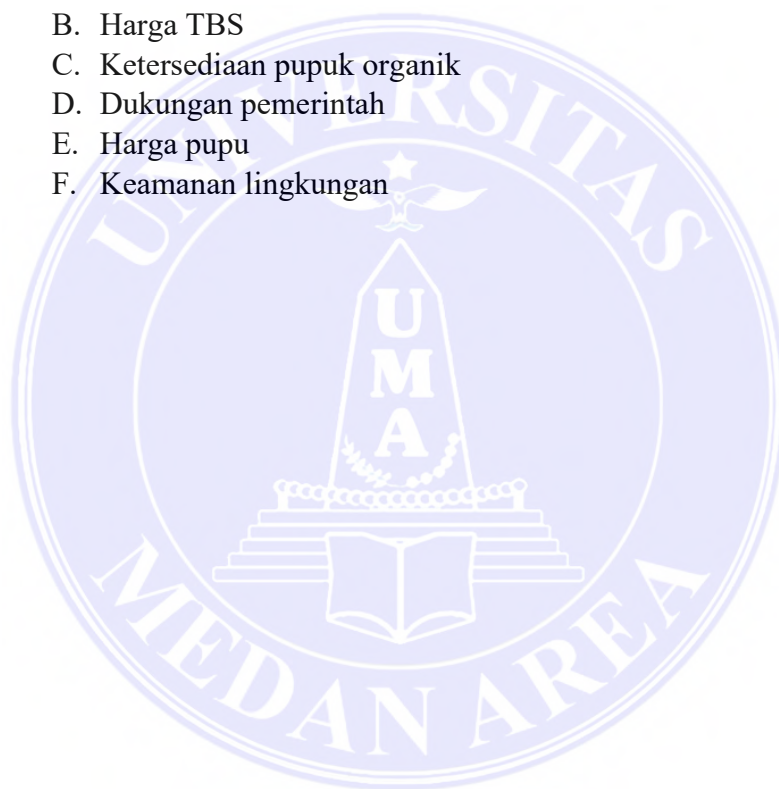 B. Harga TBS
C. Ketersediaan pupuk organik
D. Dukungan pemerintah
E. Harga pupu
F. Keamanan lingkungan
UNIVERSITAS
U
M
A
MEDAN AREA